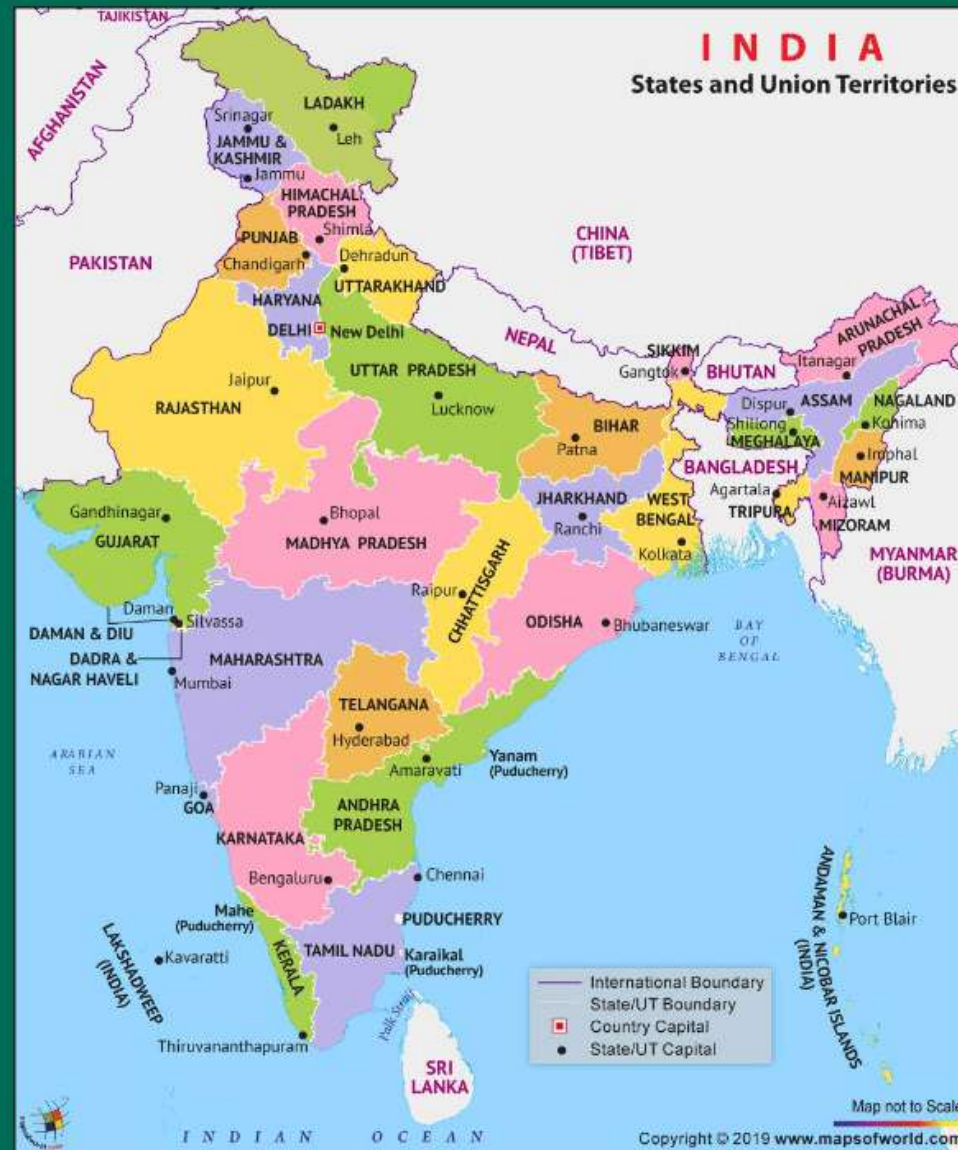 TAJIKISTAN
INDIA
States and Union Territories
AFGHANISTAN
LADAKH
Srinagar
Leh
JAMMU &
KASHMIR
Jammu
HIMACHAL
PRADESH
Shimla
PUNJAB
Chandigarh
Dehradun
UTTARAKHAND
CHINA
(TIBET)
PAKISTAN
HARYANA
DELHI
New Delhi
NEPAL
ARUNACHAL
PRADESH
Itanagar
SIKKIM
Gangtok
BHUTAN
UTTAR PRADESH
Lucknow
Jaipur
RAJASTHAN
ASSAM
Dispur
NAGALAND
Kohima
Shillong
MEGHALAYA
BIHAR
Patna
Imphal
MANIPUR
BANGLADESH
Agartala
TRIPURA
Aizawl
MIZORAM
JHARKHAND
Ranchi
WEST
BENGAL
Kolkata
Gandhinagar
GUJARAT
Bhopal
MADHYA PRADESH
MYANMAR
(BURMA)
Raipur
CHHATTISGARH
ODISHA
Bhubaneswar
BAY
OF
BENGAL
Daman
Silvassa
DAMAN & DIU
DADRA &
NAGAR HAVELI
MAHARASHTRA
Mumbai
TELANGANA
Hyderabad
ARABIAN
SEA
Amaravati
Yanam
(Puducherry)
Panaji
GOA
ANDHRA
PRADESH
KARNATAKA
Bengaluru
Chennai
Mahe
(Puducherry)
PUDUCHERRY
LAKSHADWEEP
(INDIA)
Kavaratti
KERALA
TAMIL NADU
Karaikal
(Puducherry)
ANDAMAN & NICOBAR ISLANDS
(INDIA)
Port Blair
Palk Strait
Thiruvananthapuram
SRI
LANKA
International Boundary
State/UT Boundary
Country Capital
State/UT Capital
Map not to Scale
INDIAN OCEAN
Copyright © 2019 www.mapsofworld.com